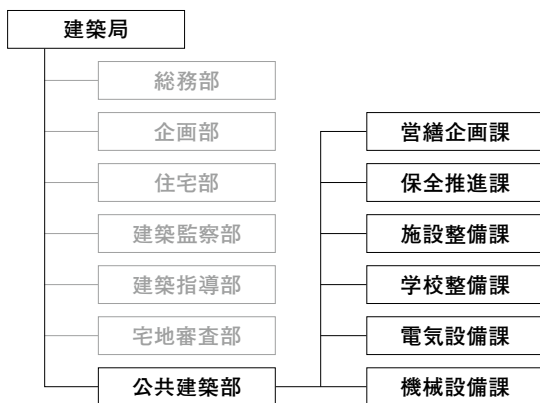 建築局
総務部
企画部
住宅部
建築監察部
建築指導部
宅地審査部
公共建築部
営繕企画課
保全推進課
施設整備課
学校整備課
電気設備課
機械設備課